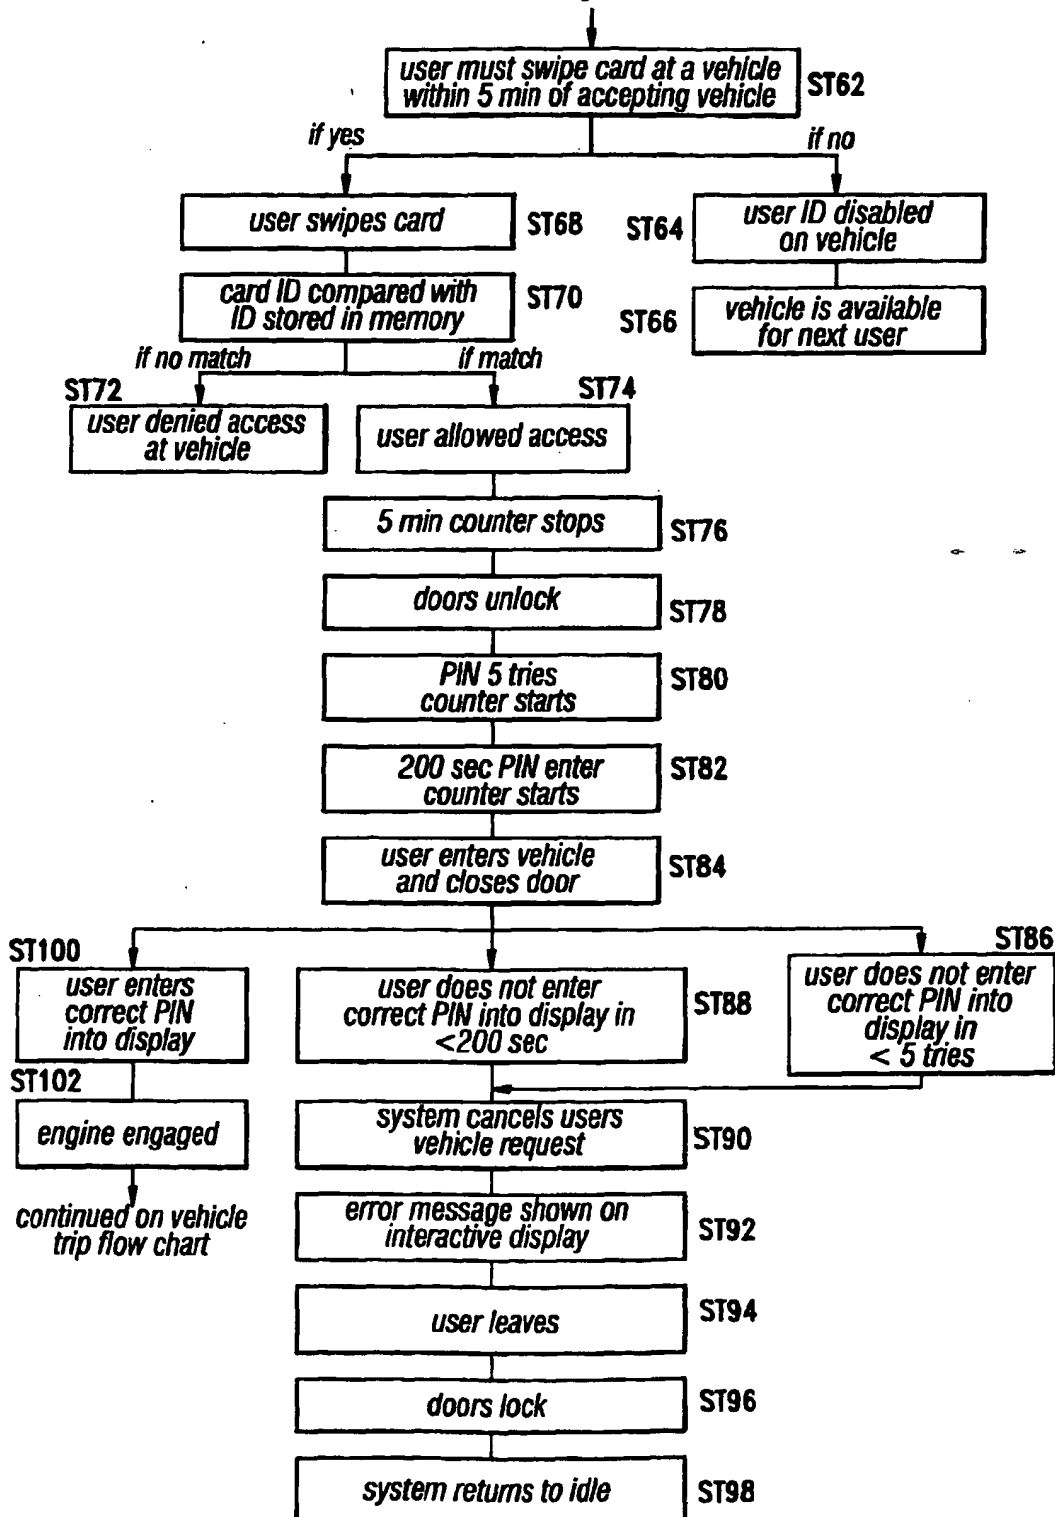 user must swipe card at a vehicle
within 5 min of accepting vehicle
ST62
if yes
if no
user swipes card
ST68
ST64
user ID disabled
on vehicle
card ID compared with
ID stored in memory
ST70
ST66
vehicle is available
for next user
if no match
if match
ST72
user denied access
at vehicle
ST74
user allowed access
5 min counter stops
ST76
doors unlock
ST78
PIN 5 tries
counter starts
ST80
200 sec PIN enter
counter starts
ST82
user enters vehicle
and closes door
ST84
ST100
user enters
correct PIN
into display
user does not enter
correct PIN into display in
<200 sec
ST88
ST86
user does not enter
correct PIN into
display in
< 5 tries
ST102
engine engaged
continued on vehicle
trip flow chart
system cancels users
vehicle request
ST90
error message shown on
interactive display
ST92
user leaves
ST94
doors lock
ST96
system returns to idle
ST98